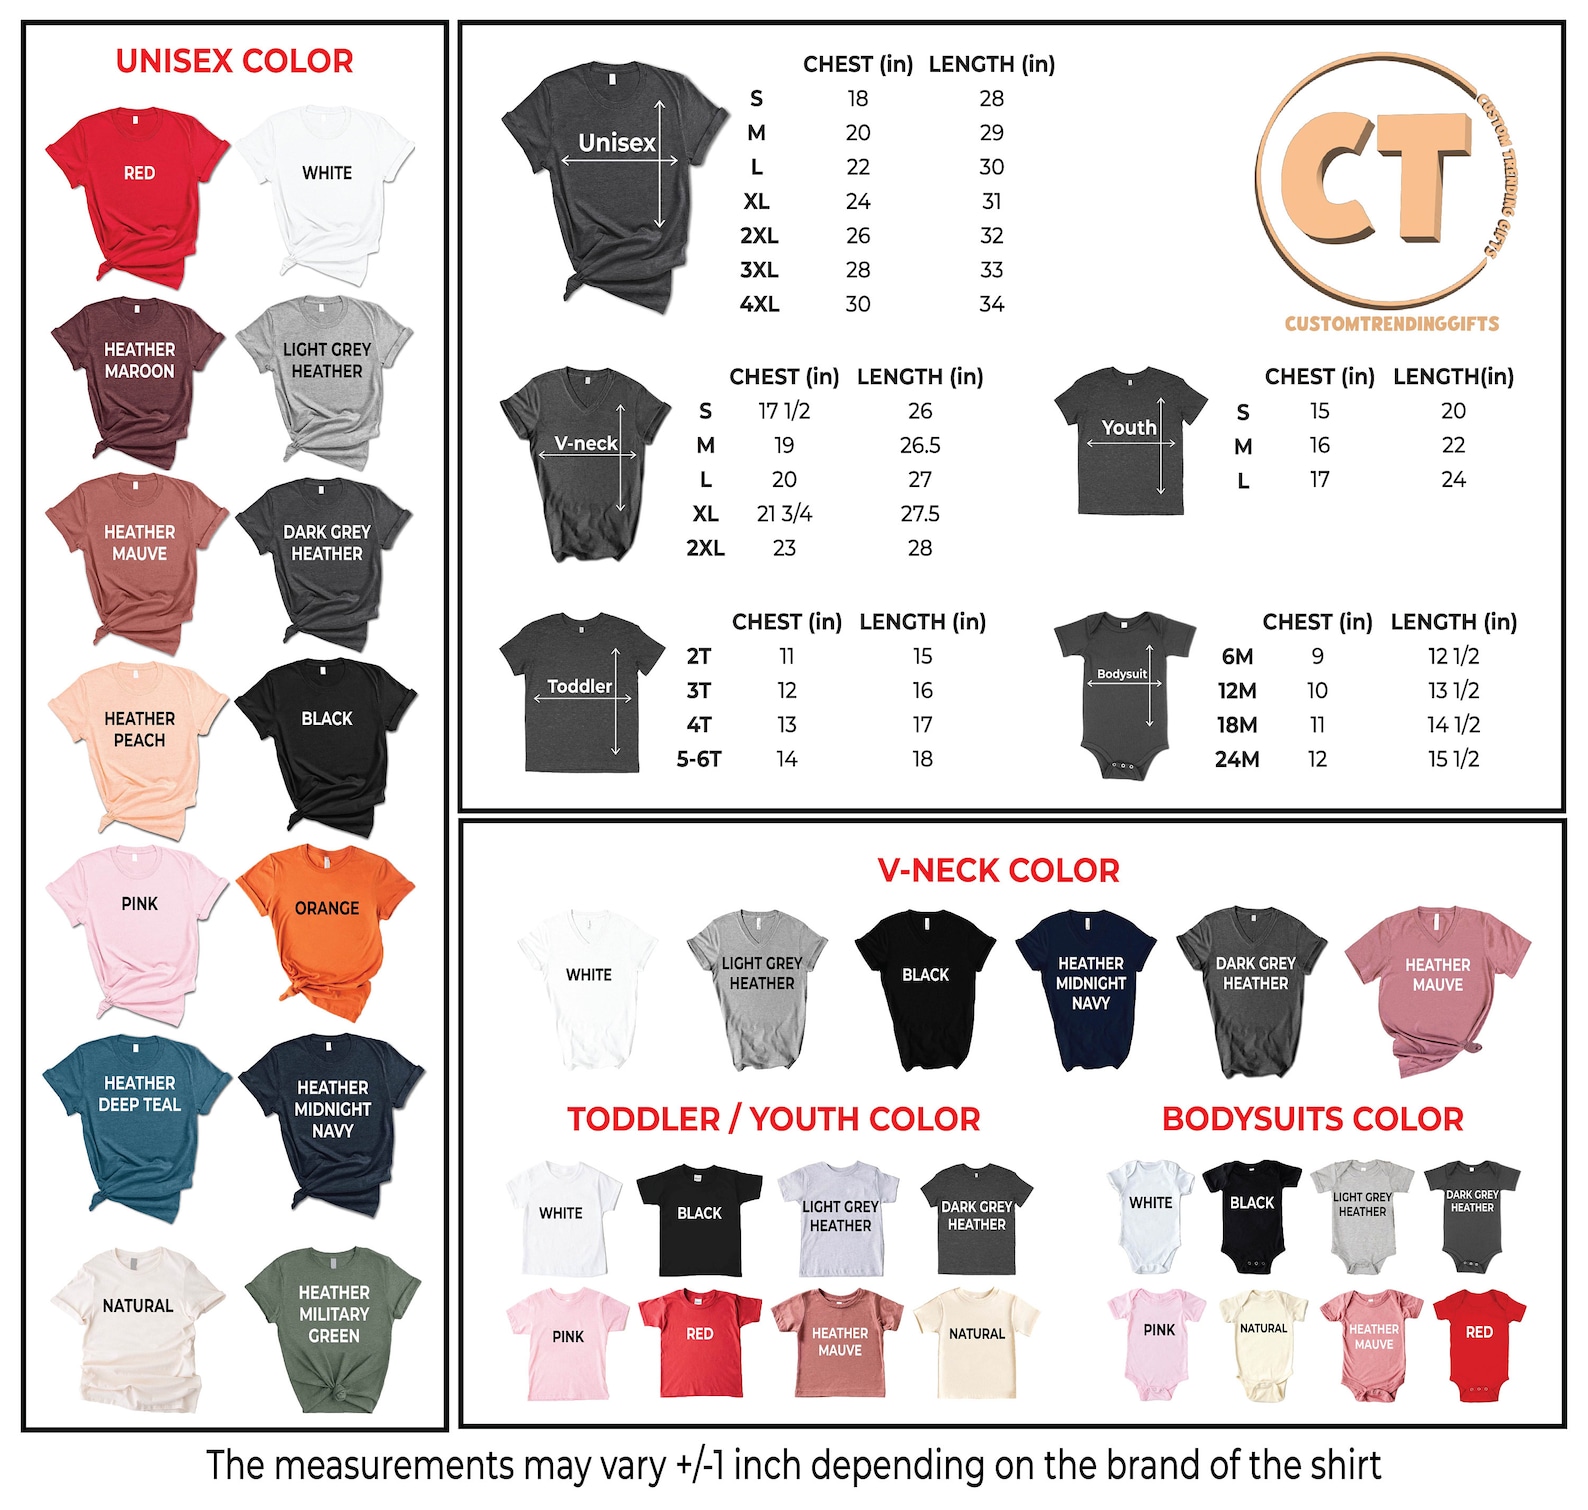 UNISEX COLOR
RED
WHITE
HEATHER
MAROON
LIGHT GREY
HEATHER
HEATHER
MAUVE
DARK GREY
HEATHER
HEATHER
PEACH
BLACK
PINK
ORANGE
HEATHER
DEEP TEAL
HEATHER
MIDNIGHT
NAVY
NATURAL
HEATHER
MILITARY
GREEN
Unisex
CHEST (in) LENGTH (in)
S 18 28
M 20 29
L 22 30
XL 24 31
2XL 26 32
3XL 28 33
4XL 30 34
CT
CUSTOM TRENDING GIFTS
CUSTOMTRENDINGGIFTS
V-neck
CHEST (in) LENGTH (in)
S 17 1/2 26
M 19 26.5
L 20 27
XL 21 3/4 27.5
2XL 23 28
Youth
CHEST (in) LENGTH(in)
S 15 20
M 16 22
L 17 24
Toddler
CHEST (in) LENGTH (in)
2T 11 15
3T 12 16
4T 13 17
5-6T 14 18
Bodysuit
CHEST (in) LENGTH (in)
6M 9 12 1/2
12M 10 13 1/2
18M 11 14 1/2
24M 12 15 1/2
V-NECK COLOR
WHITE
LIGHT GREY
HEATHER
BLACK
HEATHER
MIDNIGHT
NAVY
DARK GREY
HEATHER
HEATHER
MAUVE
TODDLER / YOUTH COLOR
WHITE
BLACK
LIGHT GREY
HEATHER
DARK GREY
HEATHER
PINK
RED
HEATHER
MAUVE
NATURAL
BODYSUITS COLOR
WHITE
BLACK
LIGHT GREY
HEATHER
DARK GREY
HEATHER
PINK
NATURAL
HEATHER
MAUVE
RED
The measurements may vary +/-1 inch depending on the brand of the shirt